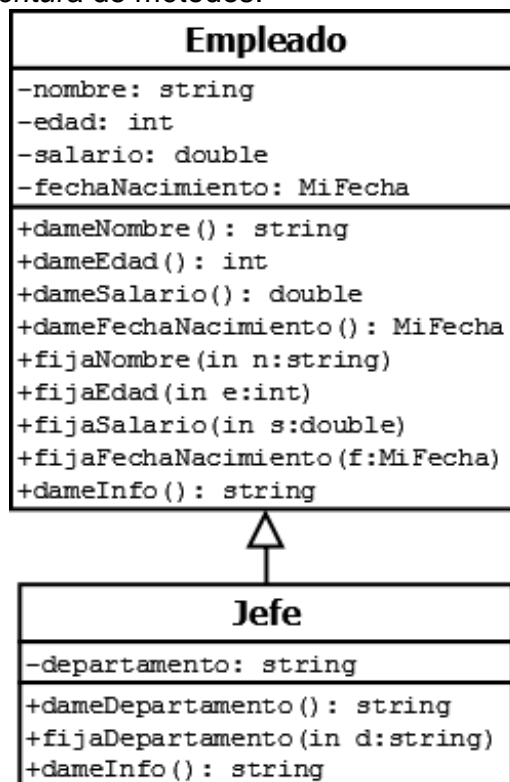 de métodos.
Empleado
-nombre: string
-edad: int
-salario: double
-fechaNacimiento: MiFecha
+dameNombre(): string
+dameEdad(): int
+dameSalario(): double
+dameFechaNacimiento(): MiFecha
+fijaNombre(in n:string)
+fijaEdad(in e:int)
+fijaSalario(in s:double)
+fijaFechaNacimiento(f:MiFecha)
+dameInfo(): string
Jefe
-departamento: string
+dameDepartamento(): string
+fijaDepartamento(in d:string)
+dameInfo(): string